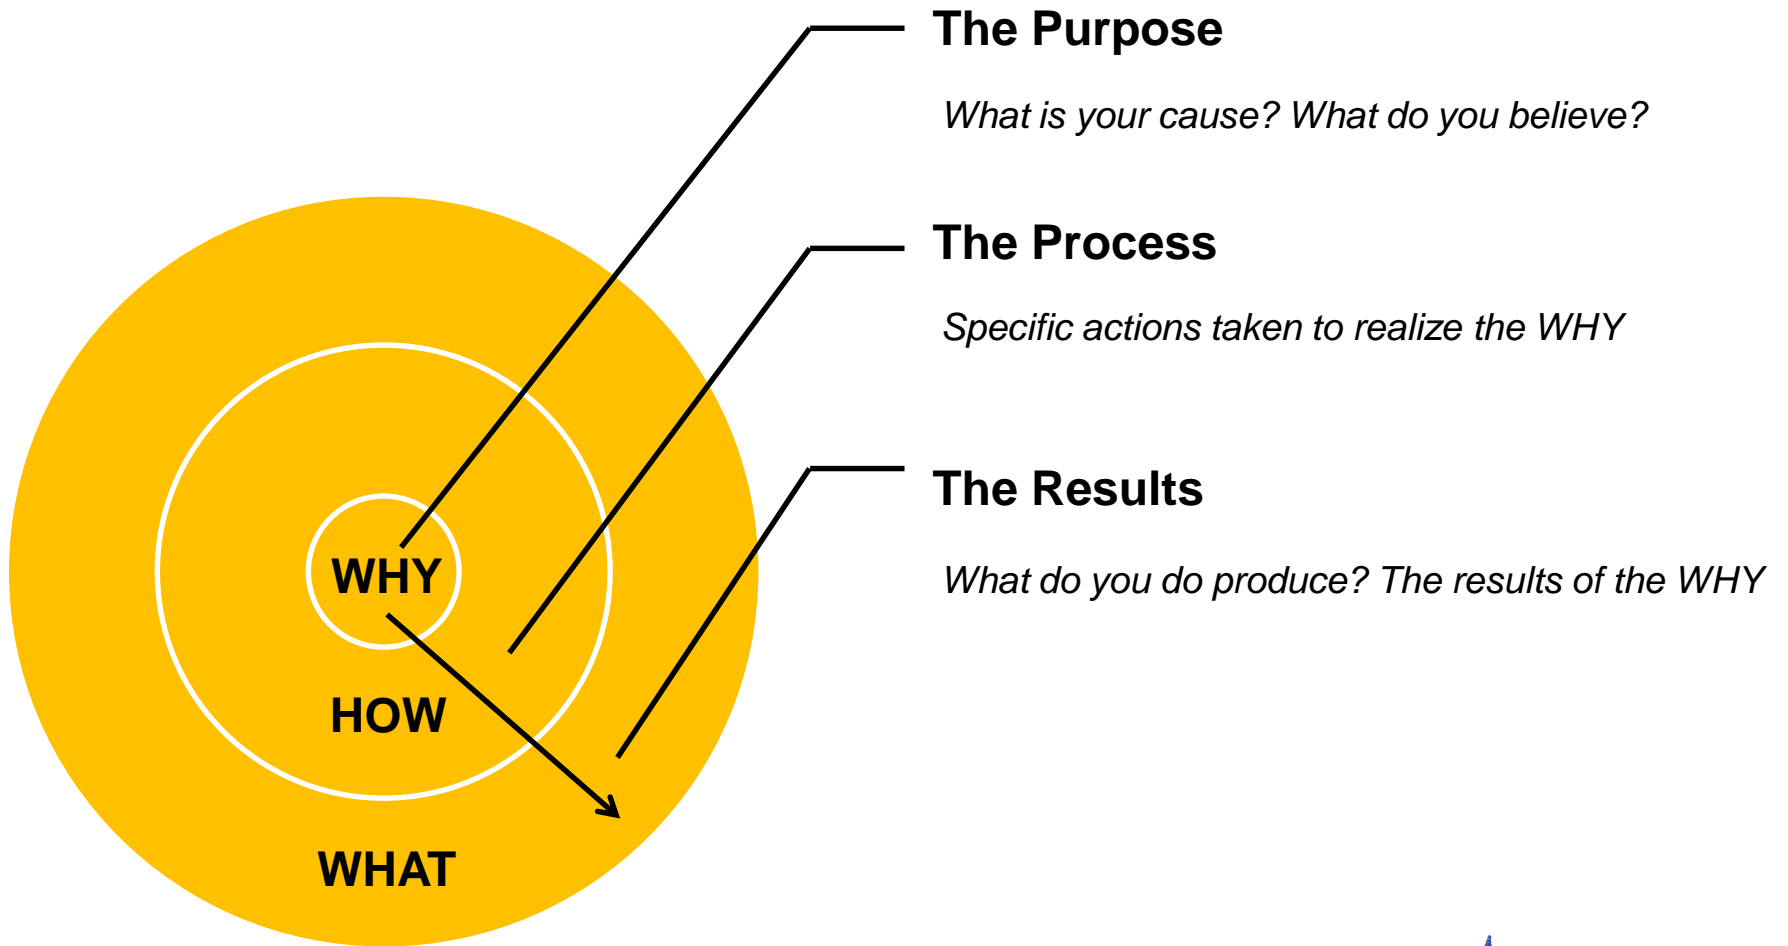 The Purpose
What is your cause? What do you believe?
The Process
Specific actions taken to realize the WHY
The Results
What do you do produce? The results of the WHY
WHY
HOW
WHAT